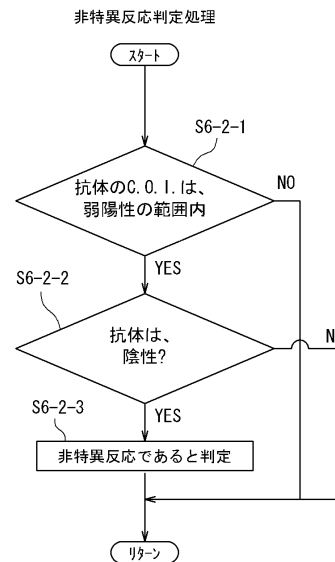 非特異反応判定処理
スタート
S6-2-1
抗体のC.O.I.は、
弱陽性の範囲内
NO
YES
S6-2-2
抗体は、
陰性?
N
YES
S6-2-3
非特異反応であると判定
リターン